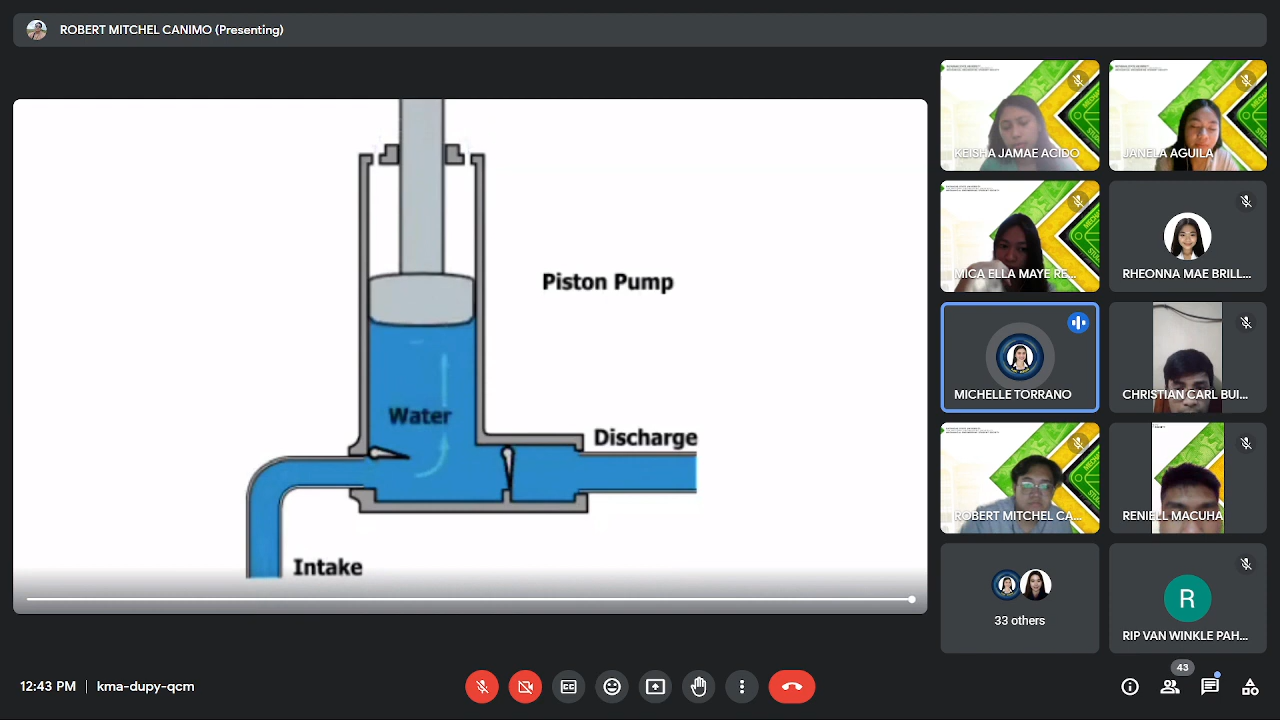 ROBERT MITCHEL CANIMO (Presenting)
Piston Pump
Water
Discharge
Intake
KEISHA JAMAE ACIDO
JANELA AGUILA
MICA ELLA MAYE RE...
RHEONNA MAE BRILL...
MICHELLE TORRANO
CHRISTIAN CARL BUI...
ROBERT MITCHEL CA...
RENIELL MACUHA
33 others
R
RIP VAN WINKLE PAH...
12:43 PM | kma-dupy-qcm
43